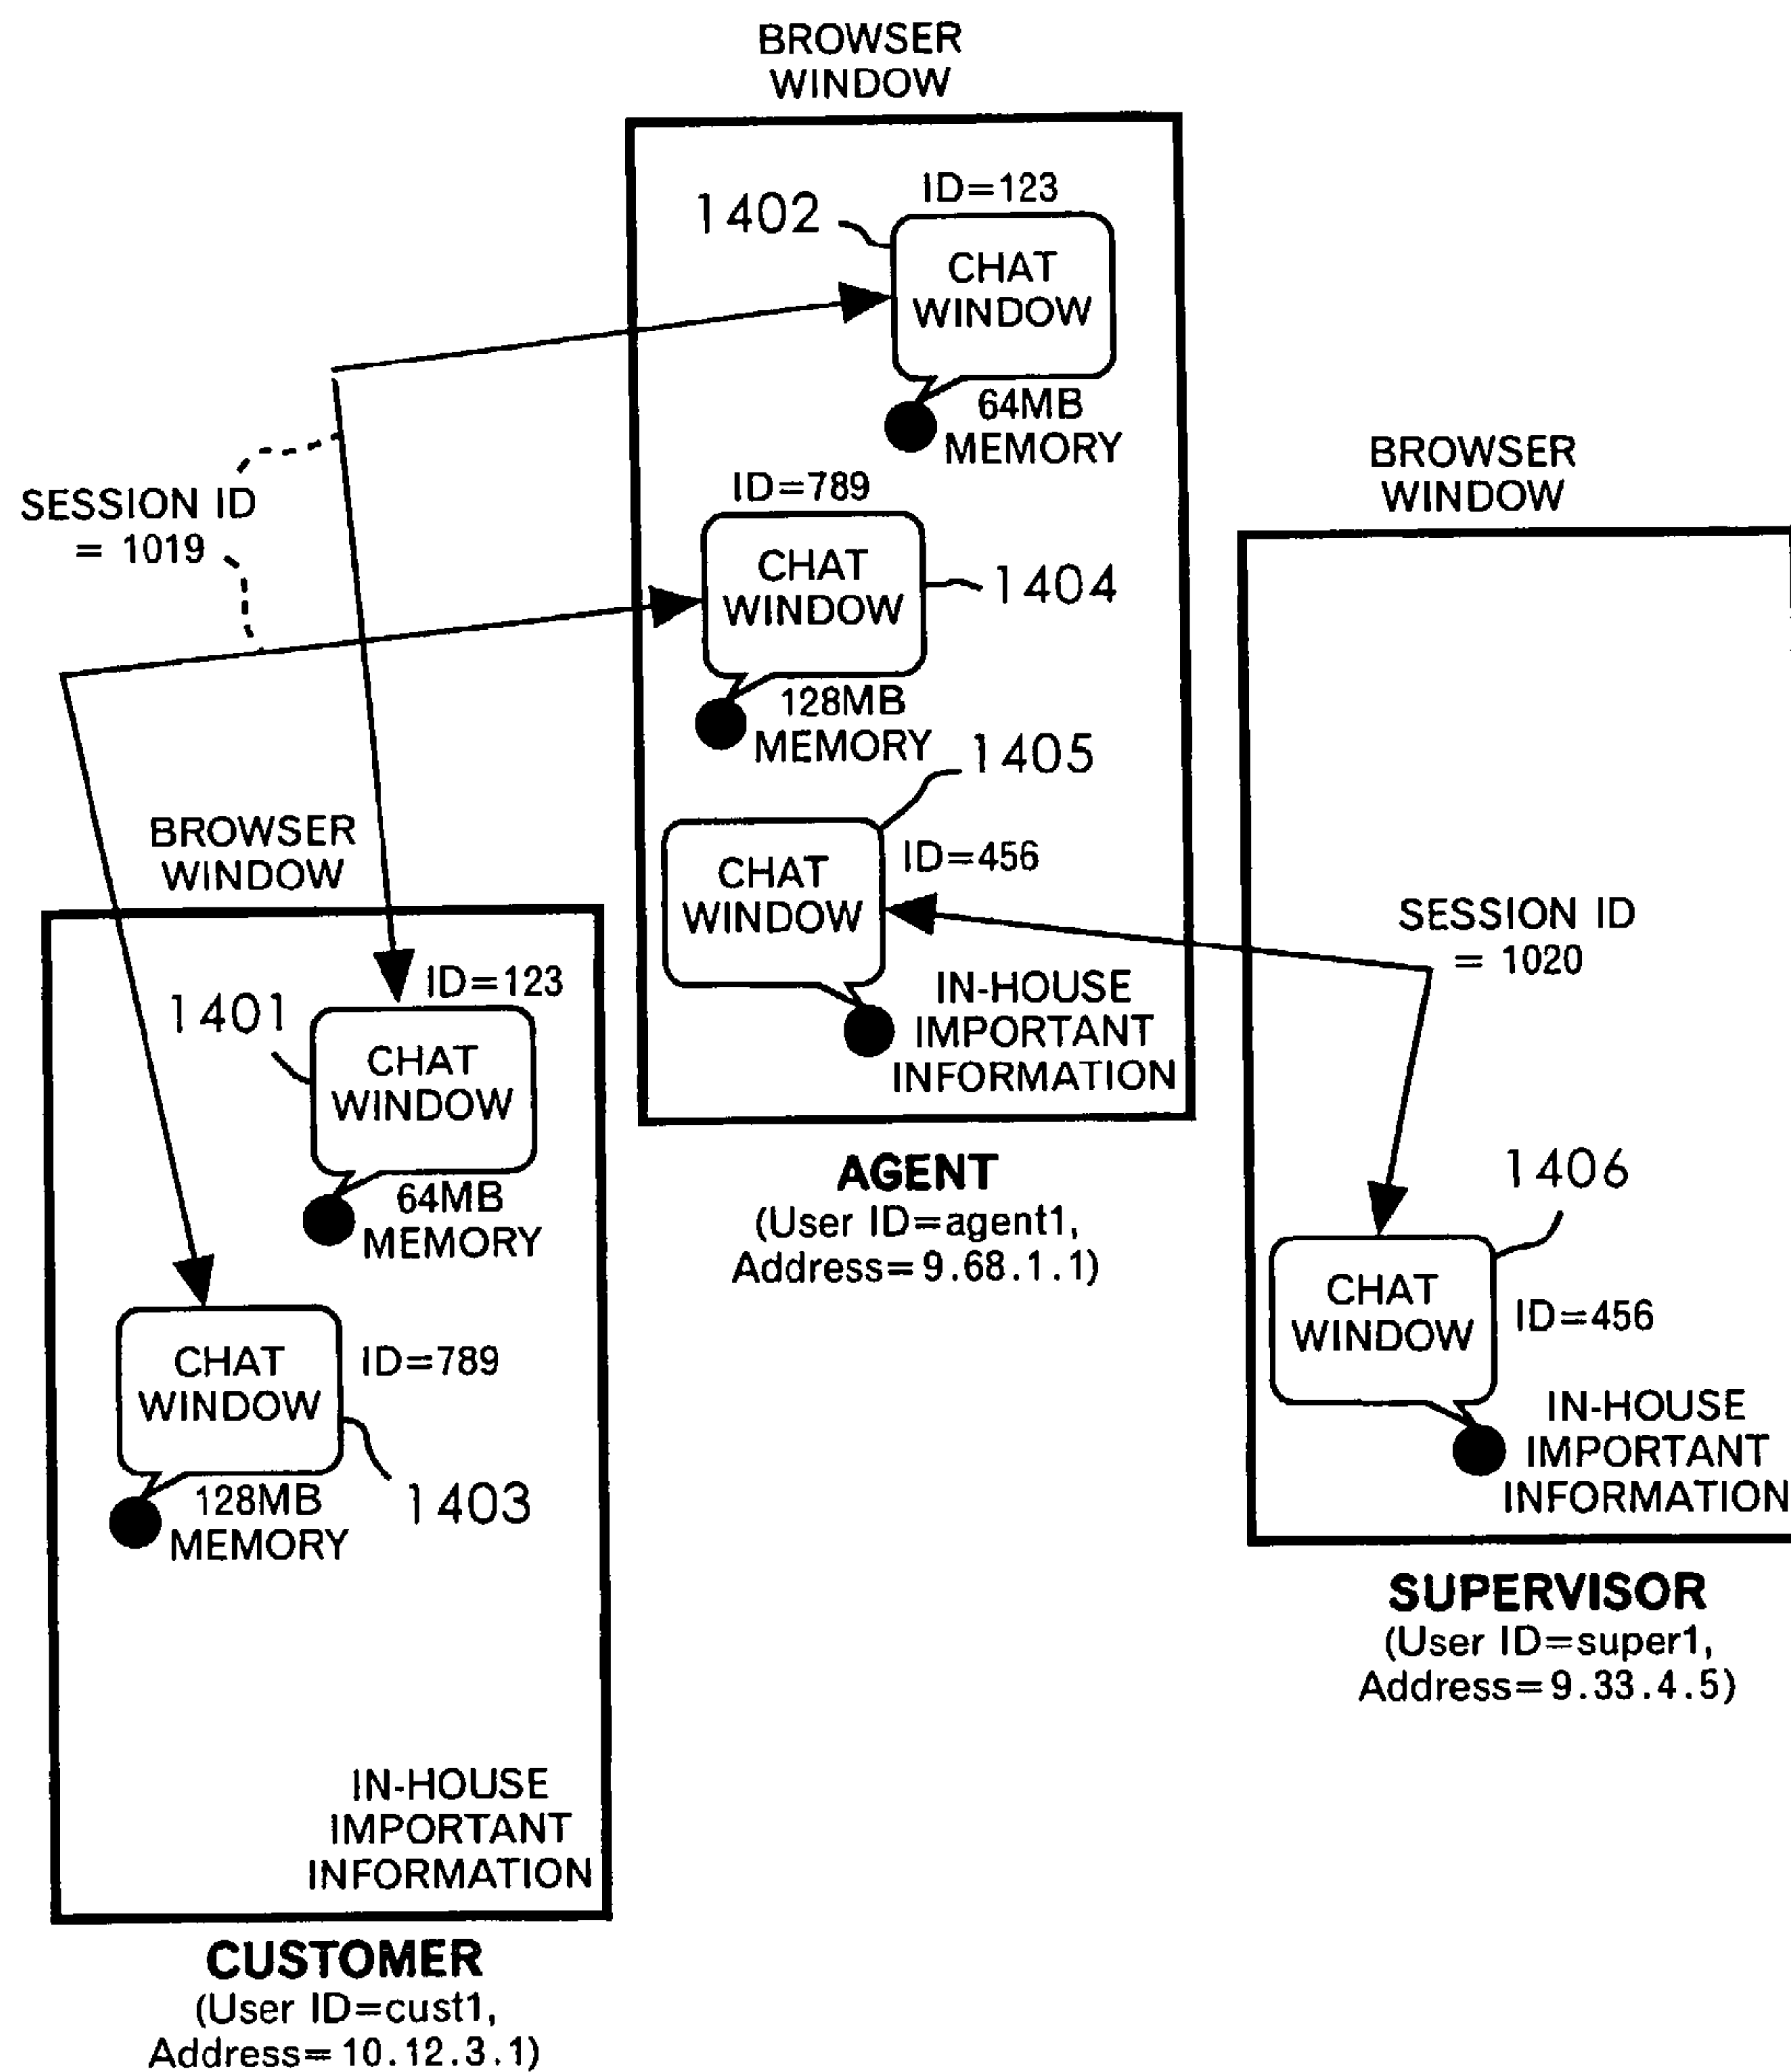 BROWSER
WINDOW
ID=123
1402
CHAT
WINDOW
64MB
MEMORY
SESSION ID
= 1019
ID=789
CHAT
WINDOW
1404
128MB
MEMORY
1405
CHAT
WINDOW
ID=456
IN-HOUSE
IMPORTANT
INFORMATION
AGENT
(User ID=agent1,
Address=9.68.1.1)
BROWSER
WINDOW
SESSION ID
= 1020
1406
CHAT
WINDOW
ID=456
IN-HOUSE
IMPORTANT
INFORMATION
SUPERVISOR
(User ID=super1,
Address=9.33.4.5)
BROWSER
WINDOW
ID=123
1401
CHAT
WINDOW
64MB
MEMORY
CHAT
WINDOW
ID=789
1403
128MB
MEMORY
IN-HOUSE
IMPORTANT
INFORMATION
CUSTOMER
(User ID=cust1,
Address=10.12.3.1)